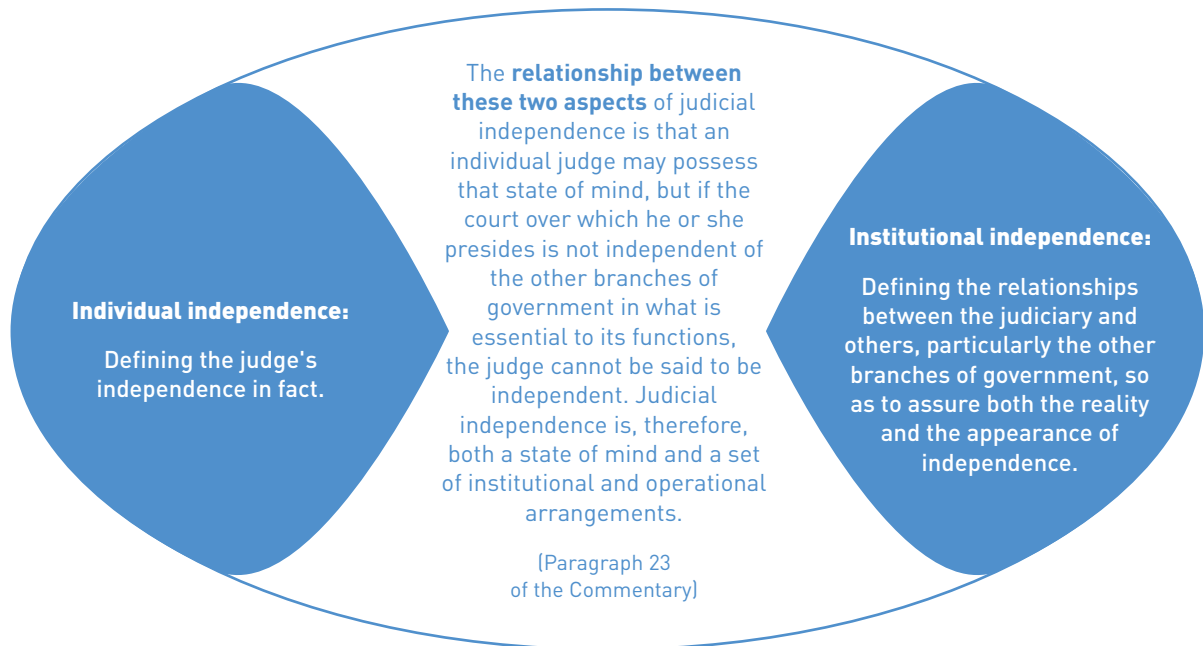 Individual independence:
Defining the judge's
independence in fact.
The relationship between
these two aspects of judicial
independence is that an
individual judge may possess
that state of mind, but if the
court over which he or she
presides is not independent of
the other branches of
government in what is
essential to its functions,
the judge cannot be said to be
independent. Judicial
independence is, therefore,
both a state of mind and a set
of institutional and operational
arrangements.
(Paragraph 23
of the Commentary)
Institutional independence:
Defining the relationships
between the judiciary and
others, particularly the other
branches of government, so
as to assure both the reality
and the appearance of
independence.